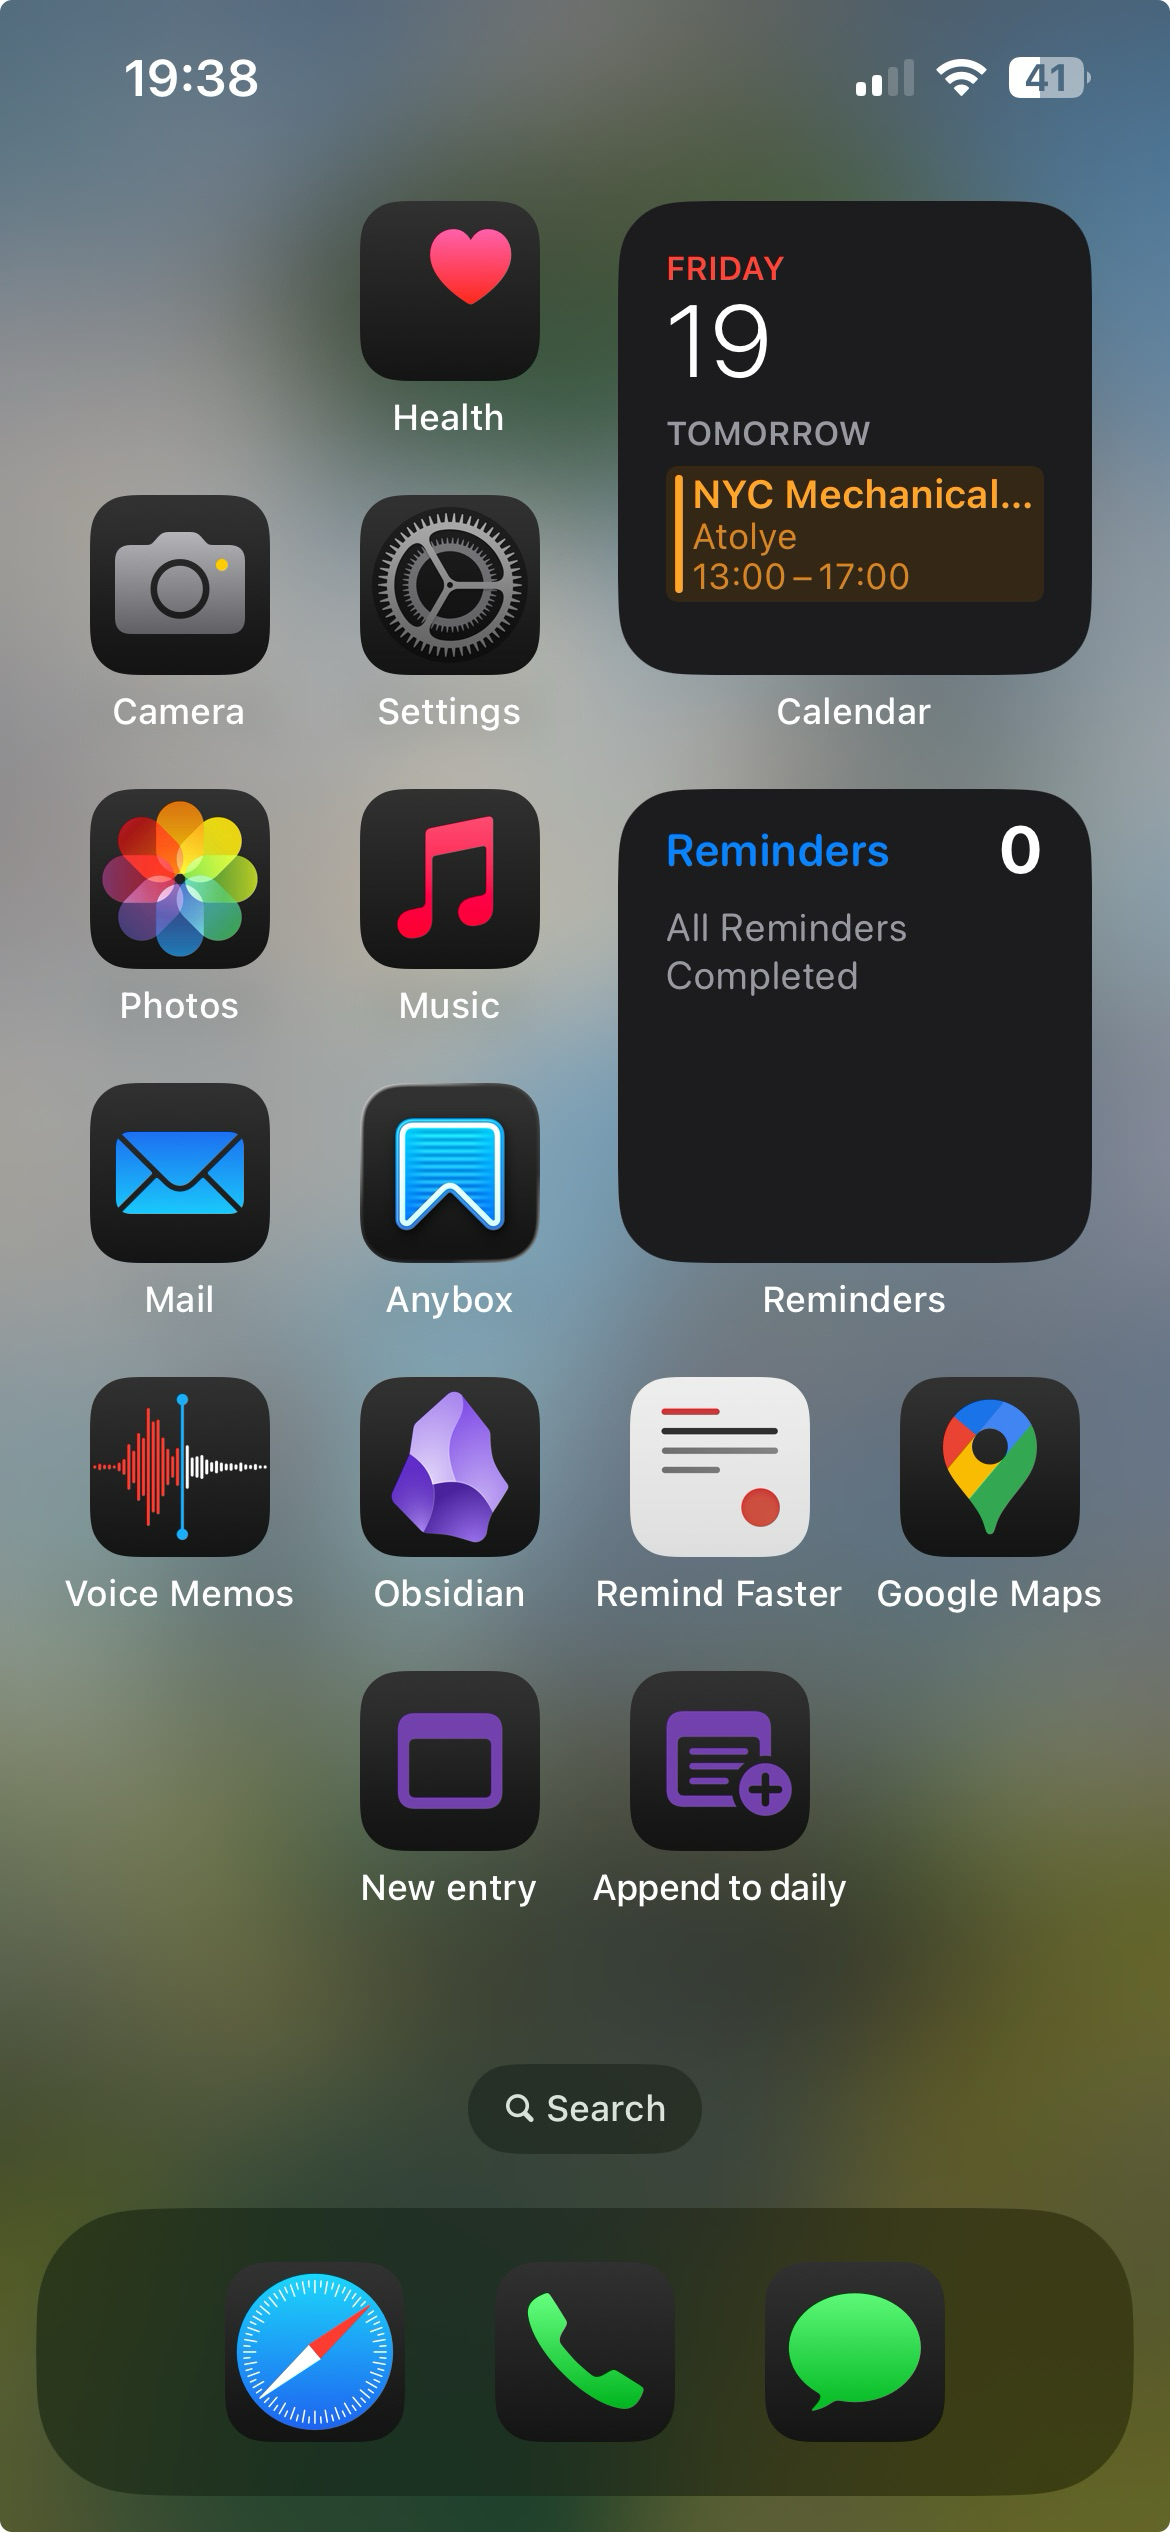 19:38
41
Health
FRIDAY
19
TOMORROW
NYC Mechanical...
Atolye
13:00 – 17:00
Camera
Settings
Calendar
Reminders
0
All Reminders
Completed
Photos
Music
Mail
Anybox
Reminders
Voice Memos
Obsidian
Remind Faster
Google Maps
New entry
Append to daily
Search